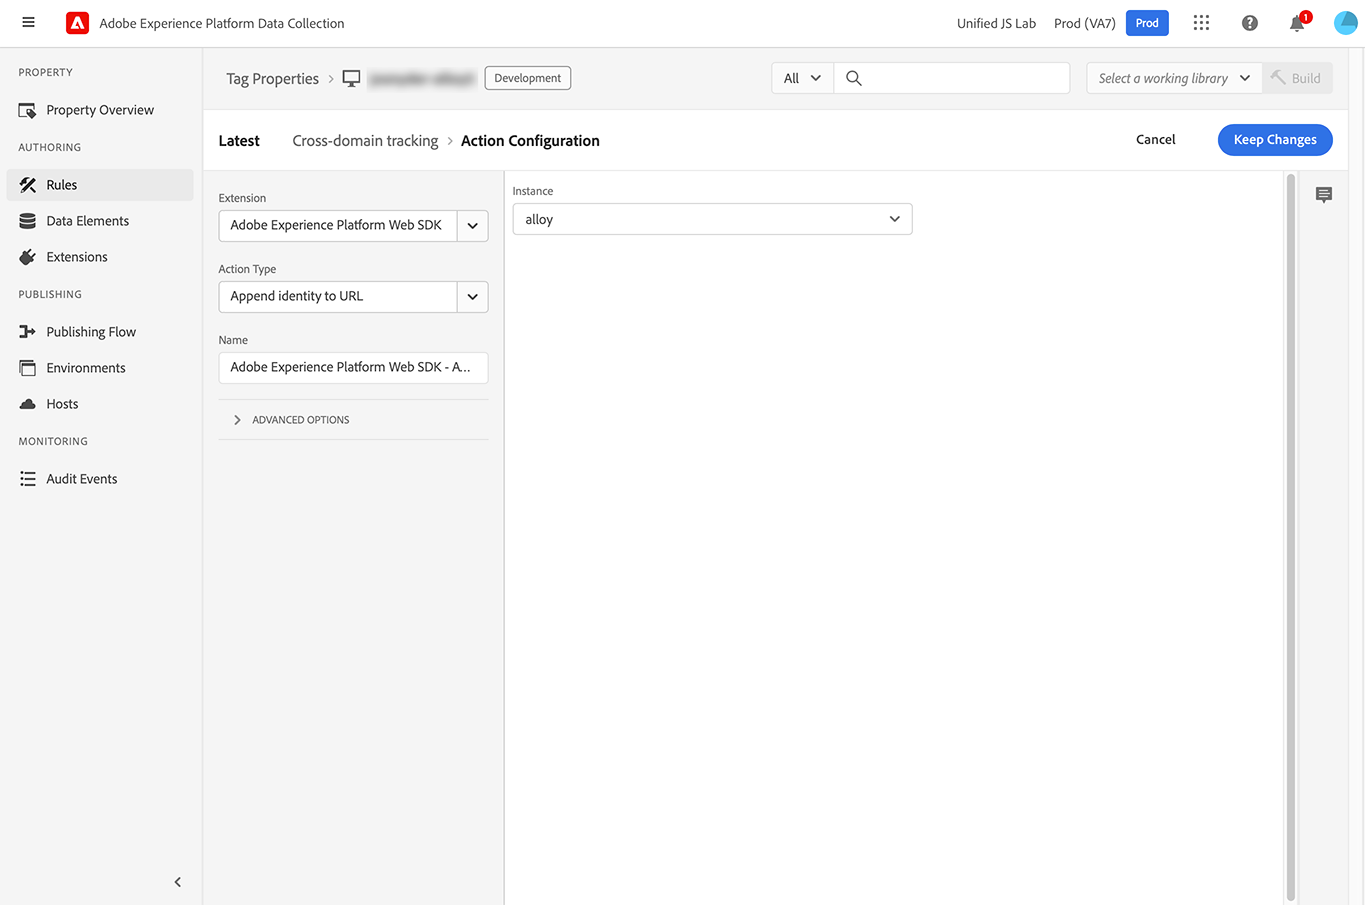 Adobe Experience Platform Data Collection
Unified JS Lab
Prod (VA7)
Prod
1
PROPERTY
Property Overview
AUTHORING
Rules
Data Elements
Extensions
PUBLISHING
Publishing Flow
Environments
Hosts
MONITORING
Audit Events
Tag Properties
Development
All
Select a working library
Build
Latest
Cross-domain tracking
Action Configuration
Cancel
Keep Changes
Extension
Adobe Experience Platform Web SDK
Action Type
Append identity to URL
Name
Adobe Experience Platform Web SDK - A...
ADVANCED OPTIONS
Instance
alloy